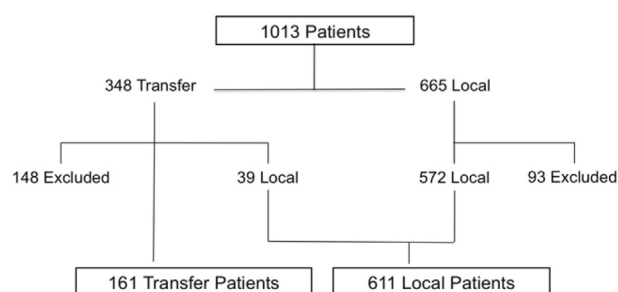 1013 Patients
348 Transfer
665 Local
148 Excluded
39 Local
572 Local
93 Excluded
161 Transfer Patients
611 Local Patients